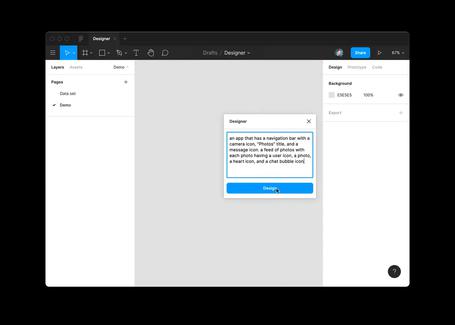 Designer
Drafts / Designer
Share
67%
Layers
Assets
Demo
Design
Prototype
Code
Pages
Data set
Demo
Background
E5E5E5
100%
Export
Designer
an app that has a navigation bar with a
camera icon, "Photos" title, and a
message icon. a feed of photos with
each photo having a user icon, a photo,
a heart icon, and a chat bubble icon
Design
?